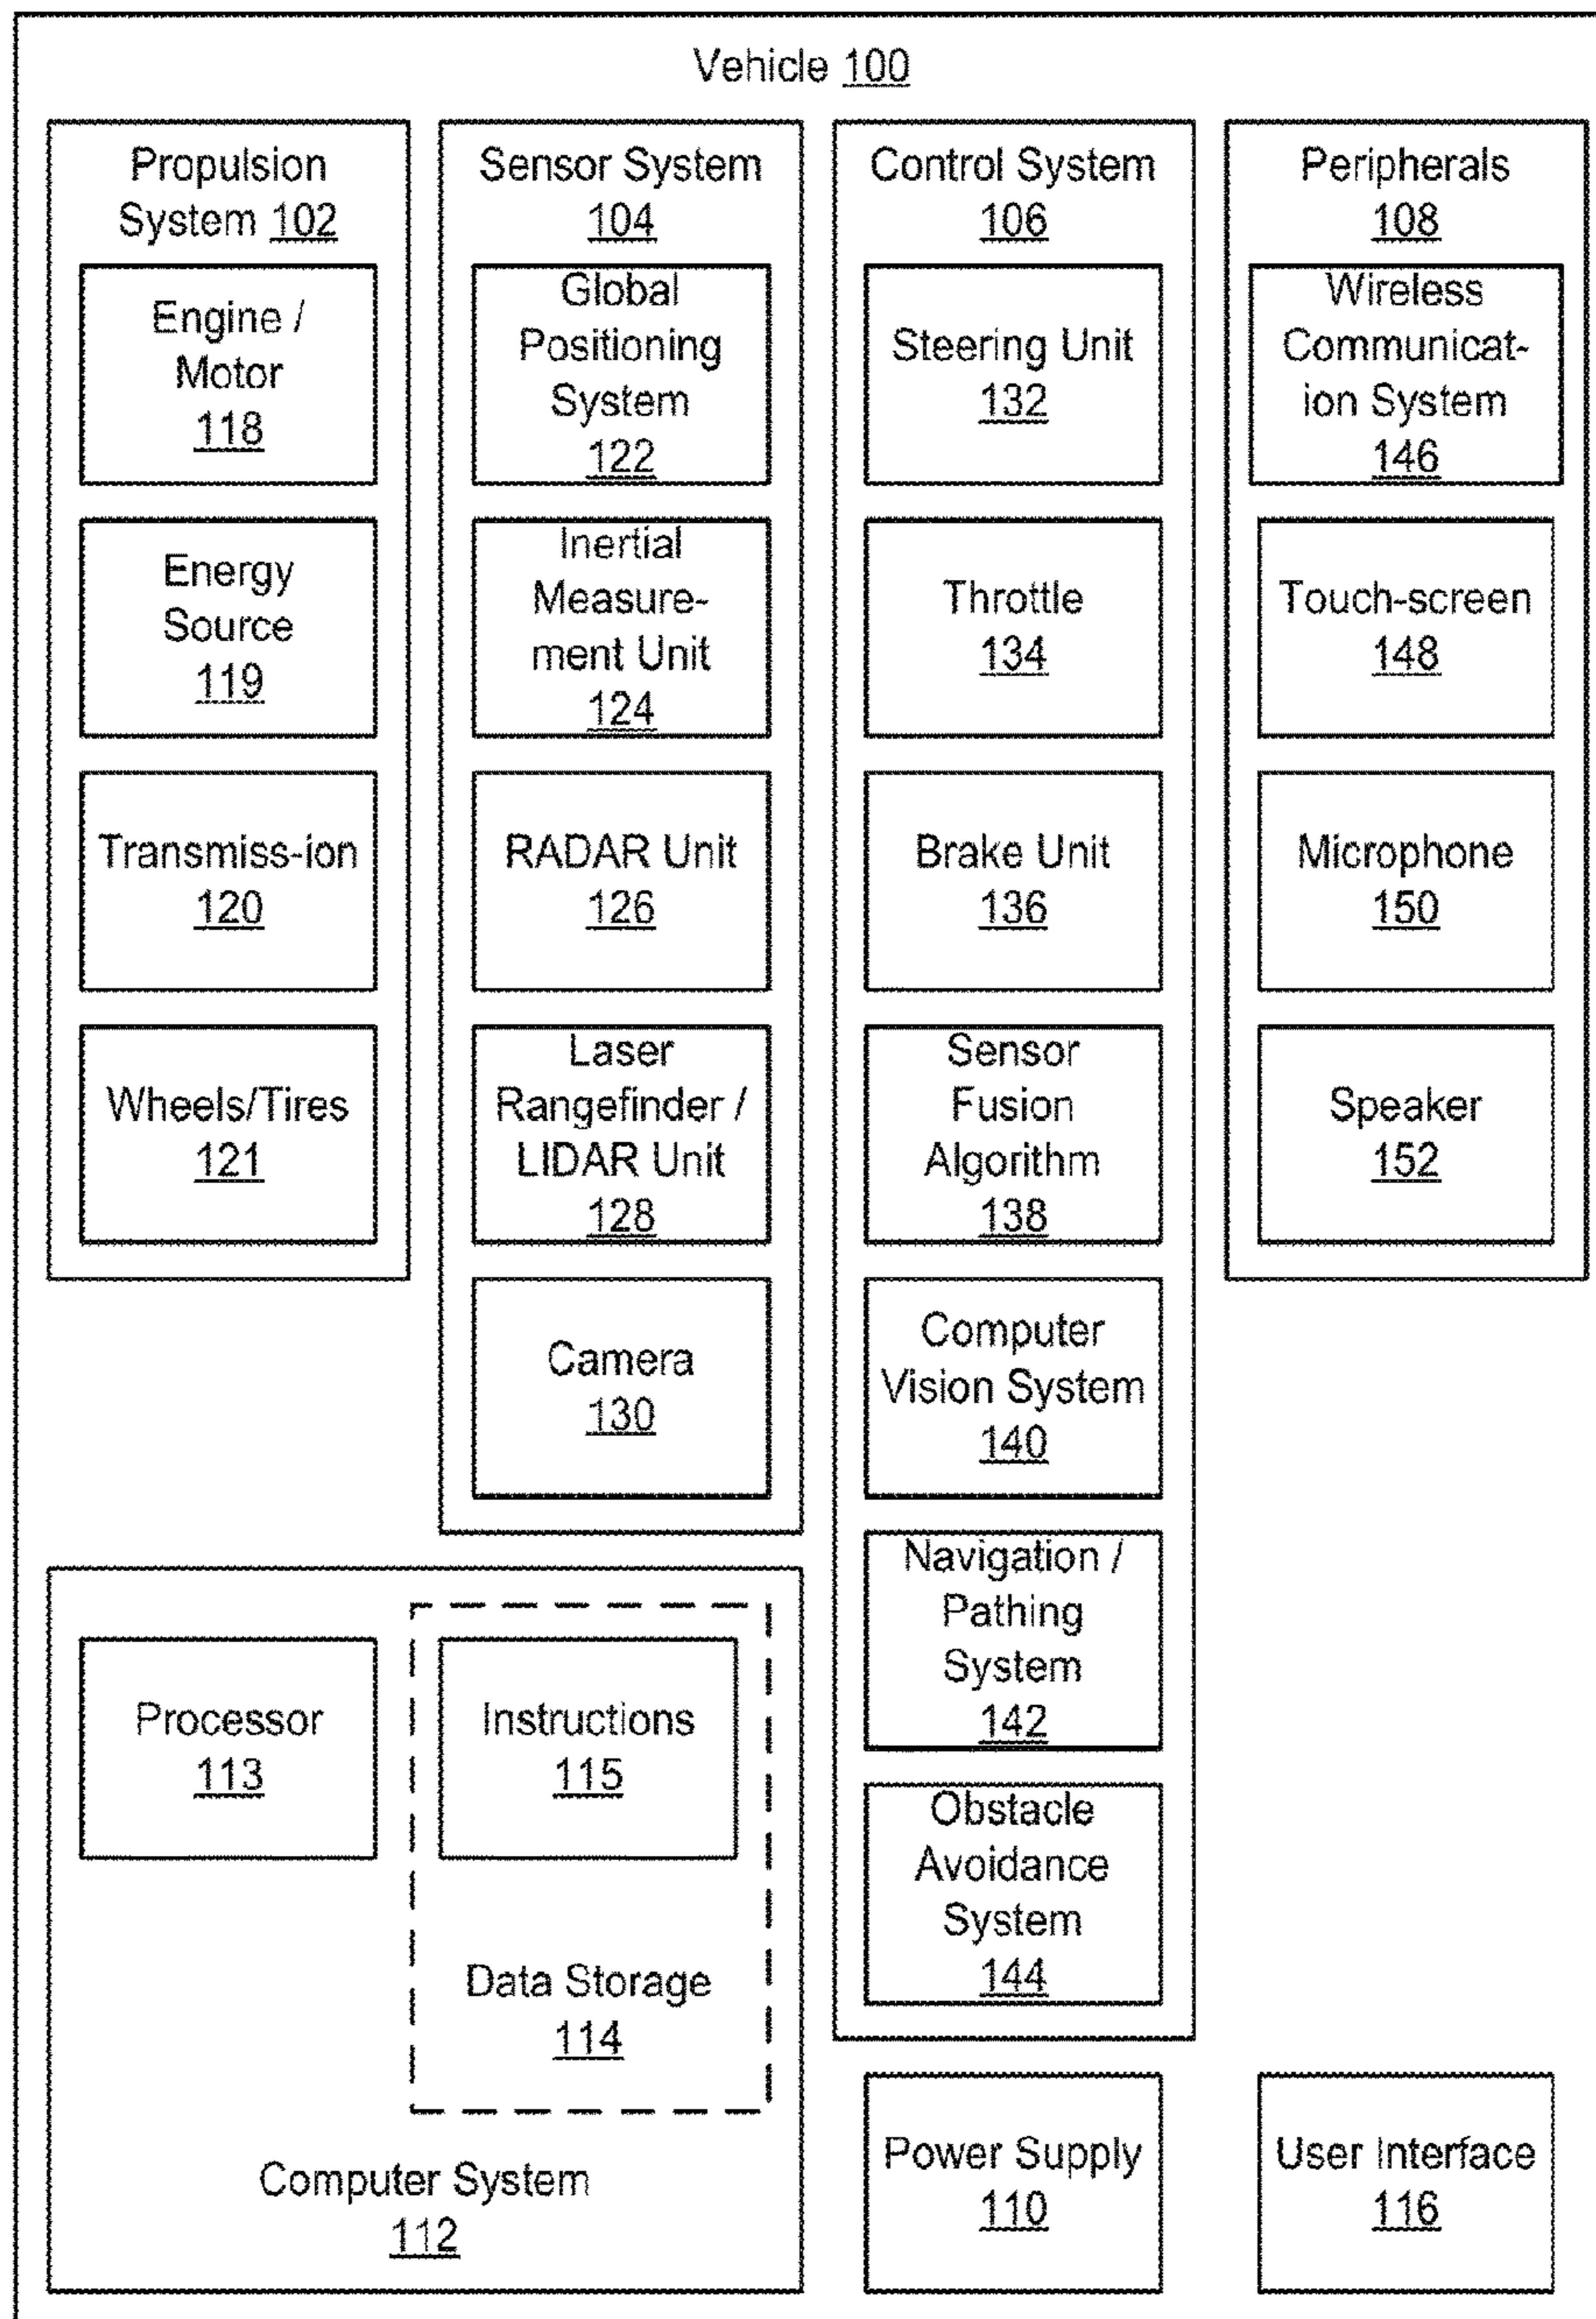 Vehicle 100
Propulsion
System 102
Engine /
Motor
118
Energy
Source
119
Transmiss-ion
120
Wheels/Tires
121
Sensor System
104
Global
Positioning
System
122
Inertial
Measure-
ment Unit
124
RADAR Unit
126
Laser
Rangefinder /
LIDAR Unit
128
Camera
130
Control System
106
Steering Unit
132
Throttle
134
Brake Unit
136
Sensor
Fusion
Algorithm
138
Computer
Vision System
140
Navigation /
Pathing
System
142
Obstacle
Avoidance
System
144
Peripherals
108
Wireless
Communicat-
ion System
146
Touch-screen
148
Microphone
150
Speaker
152
Processor
113
Instructions
115
Data Storage
114
Computer System
112
Power Supply
110
User Interface
116